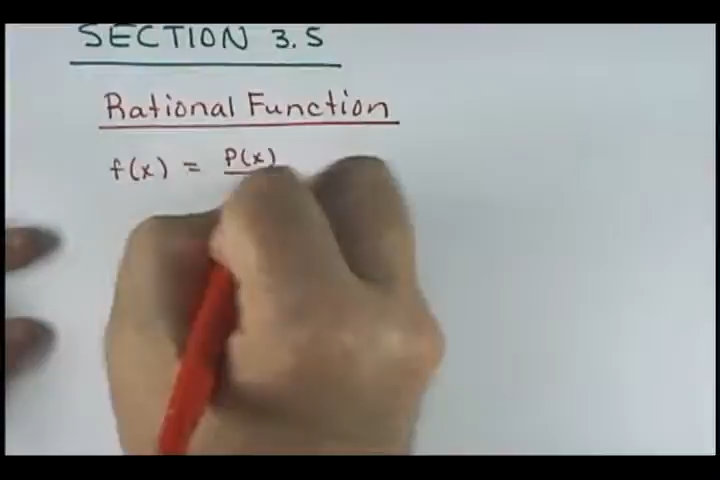 SECTION 3.5
Rational Function
f(x) = P(x)